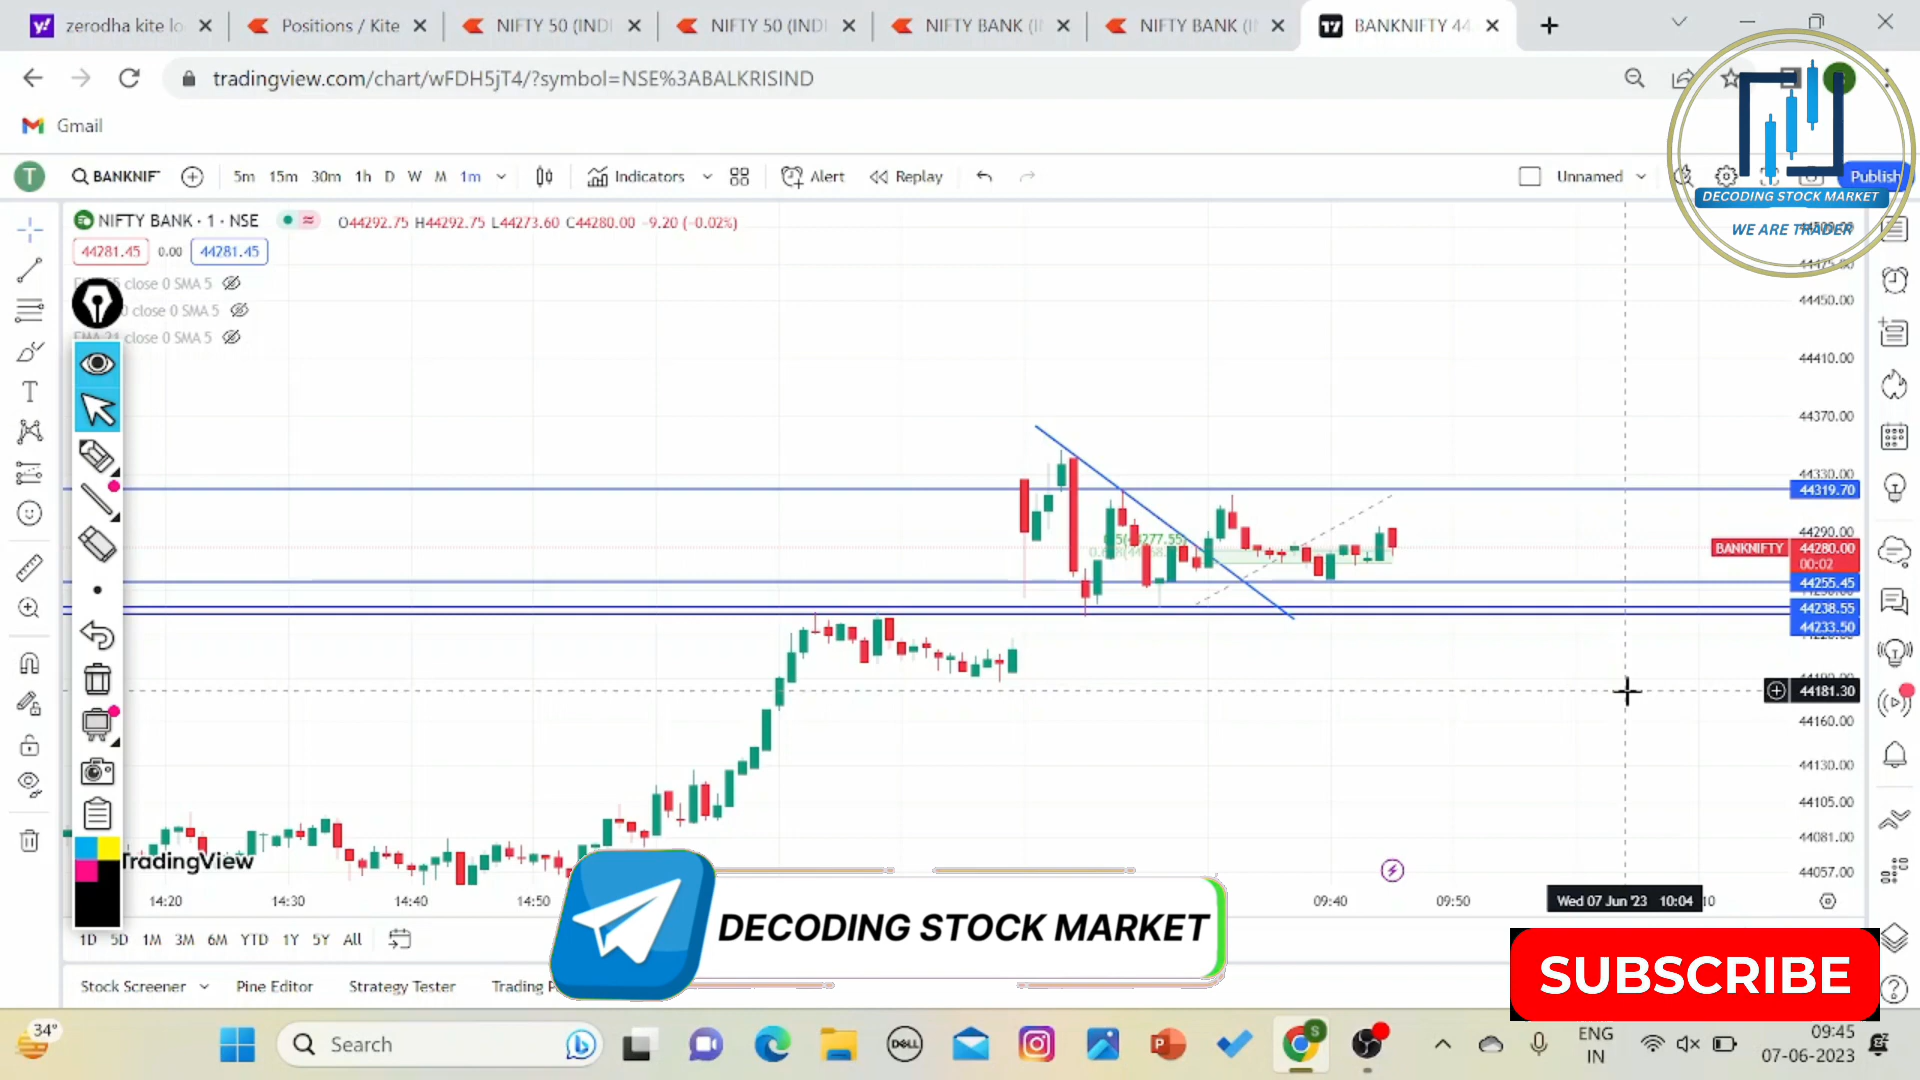 zerodha kite lo
Positions / Kite
NIFTY 50 (INDI
NIFTY 50 (INDI
NIFTY BANK (I
NIFTY BANK (I
BANKNIFTY 44
tradingview.com/chart/wFDH5jT4/?symbol=NSE%3ABALKRISIND
Gmail
T
BANKNIF
5m 15m 30m 1h D W M 1m
Indicators
Alert
Replay
Unnamed
Publish
DECODING STOCK MARKET
WE ARE TRADER
NIFTY BANK · 1 · NSE
O44292.75 H44292.75 L44273.60 C44280.00 -9.20 (-0.02%)
44281.45 0.00 44281.45
close 0 SMA 5
close 0 SMA 5
close 0 SMA 5
44450.00
44410.00
44370.00
44330.00
44319.70
44290.00
BANKNIFTY 44280.00
00:02
44255.45
44238.55
44233.50
44181.30
44160.00
44130.00
44105.00
44081.00
44057.00
TradingView
14:20 14:30 14:40 14:50 09:40 09:50 Wed 07 Jun '23 10:04 10
1D 5D 1M 3M 6M YTD 1Y 5Y All
DECODING STOCK MARKET
SUBSCRIBE
Stock Screener
Pine Editor
Strategy Tester
Trading P
34°
Search
DELL
S
ENG
IN
09:45
07-06-2023